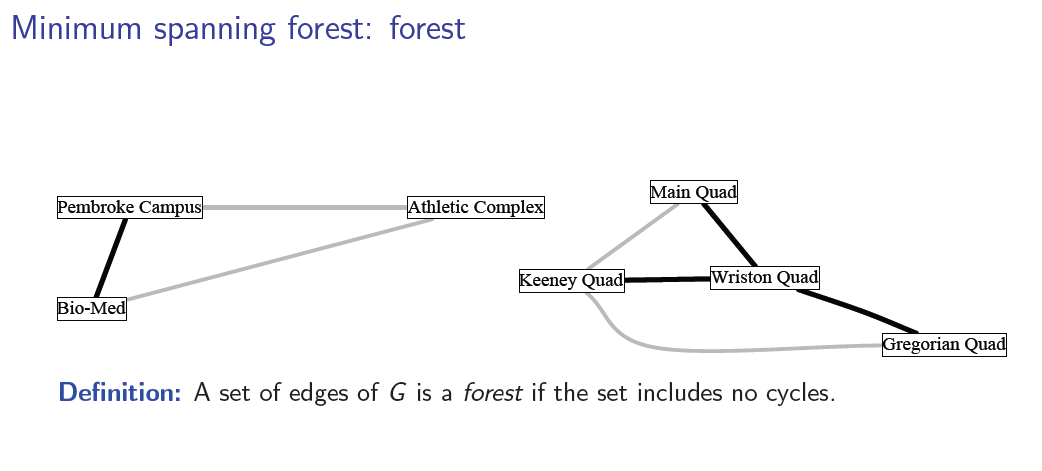 Minimum spanning forest: forest
Main Quad
Pembroke Campus
Athletic Complex
Keeney Quad
Wriston Quad
Bio-Med
Gregorian Quad
Definition: A set of edges of G is a forest if the set includes no cycles.